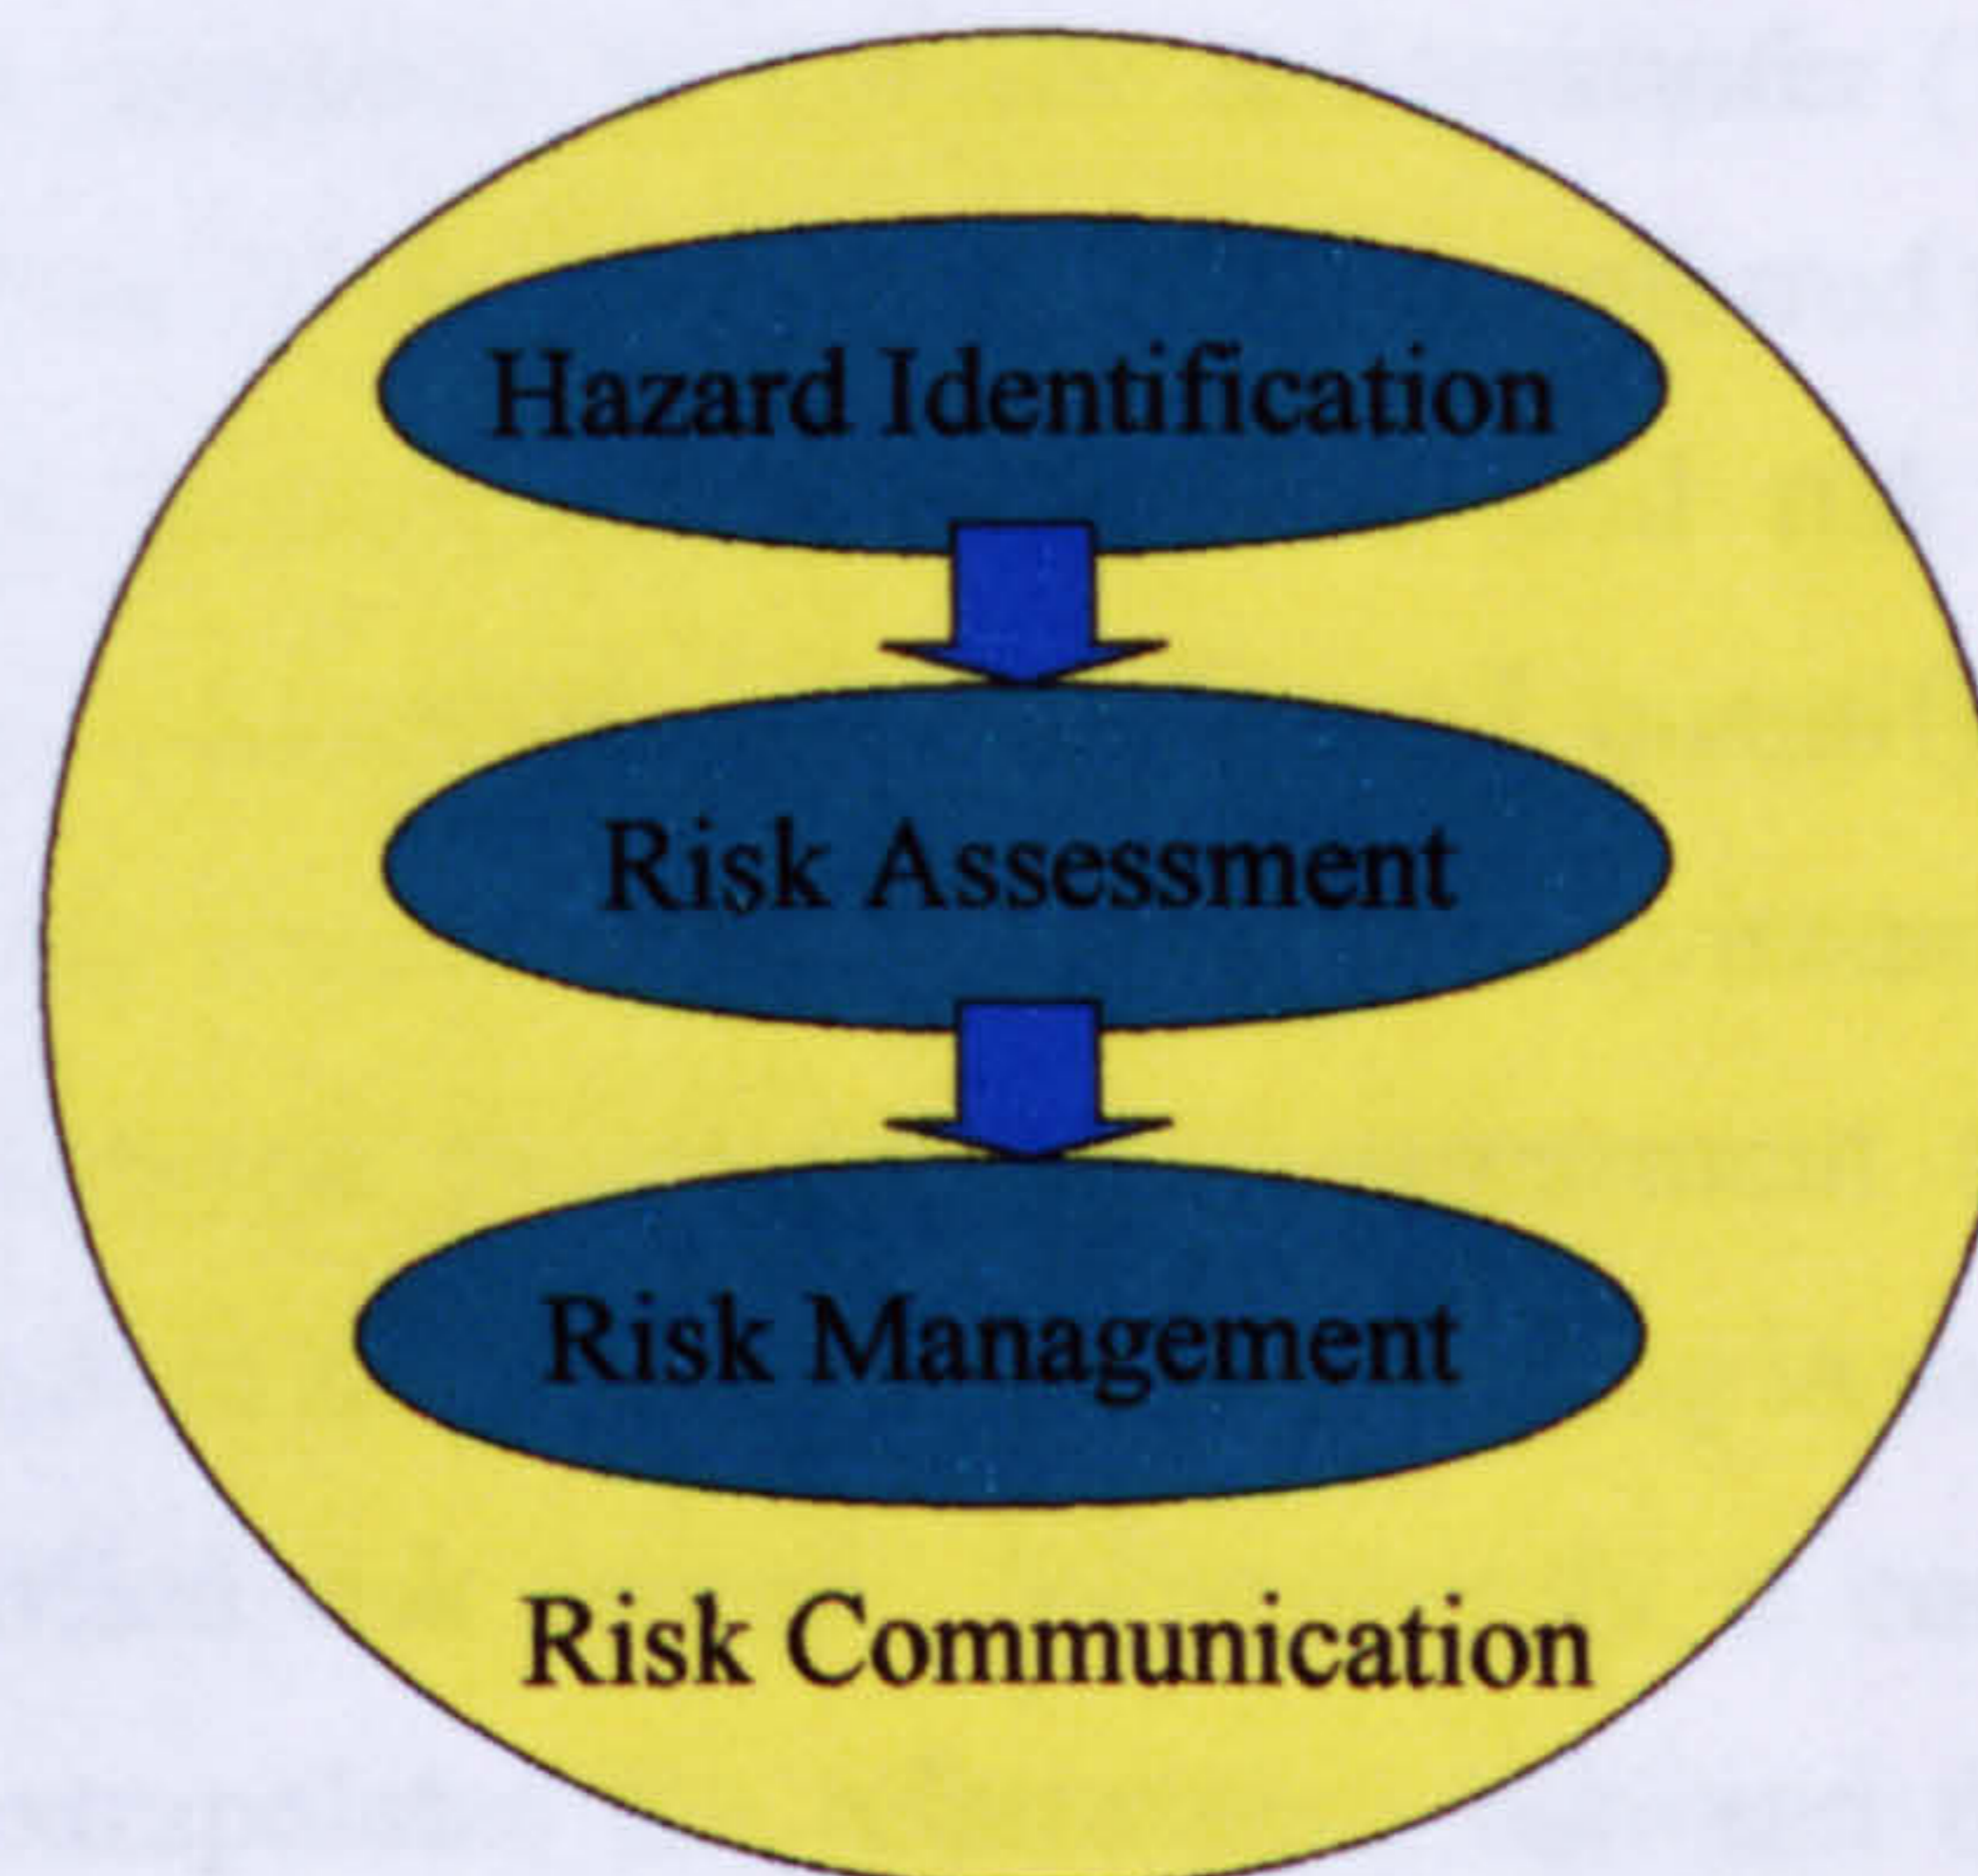 Hazard Identification
Risk Assessment
Risk Management
Risk Communication